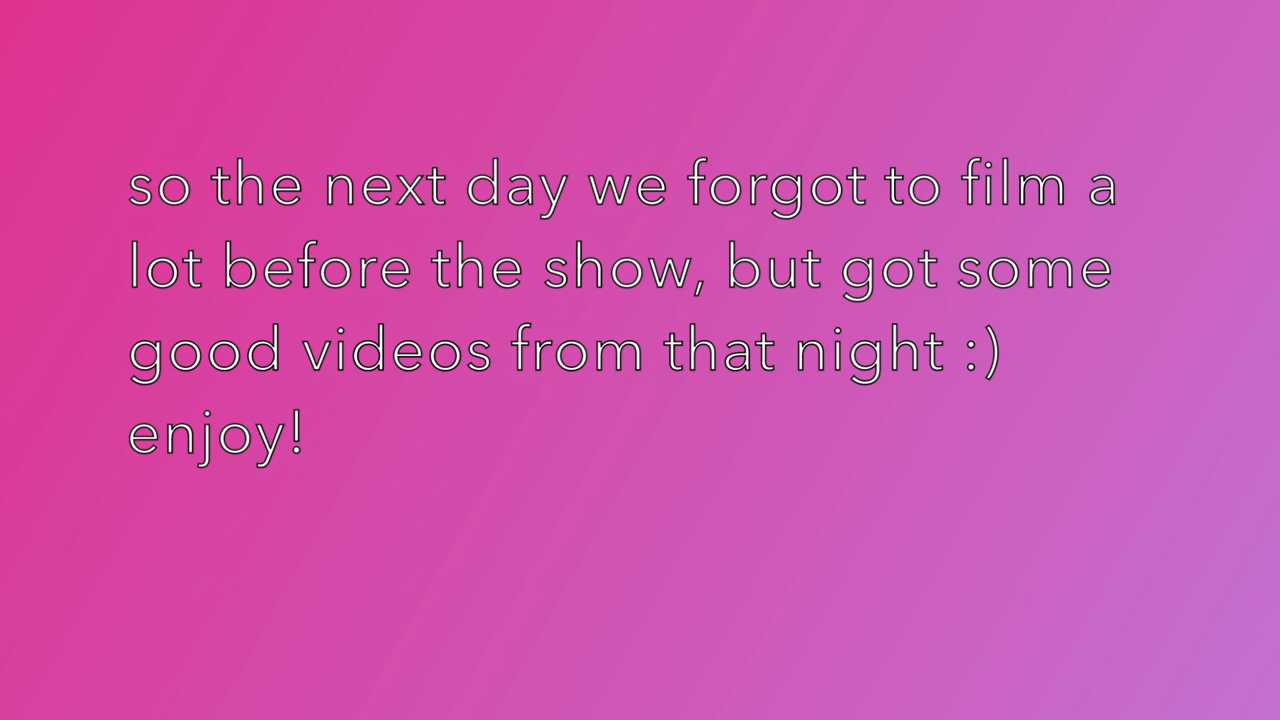 so the next day we forgot to film a
lot before the show, but got some
good videos from that night :)
enjoy!